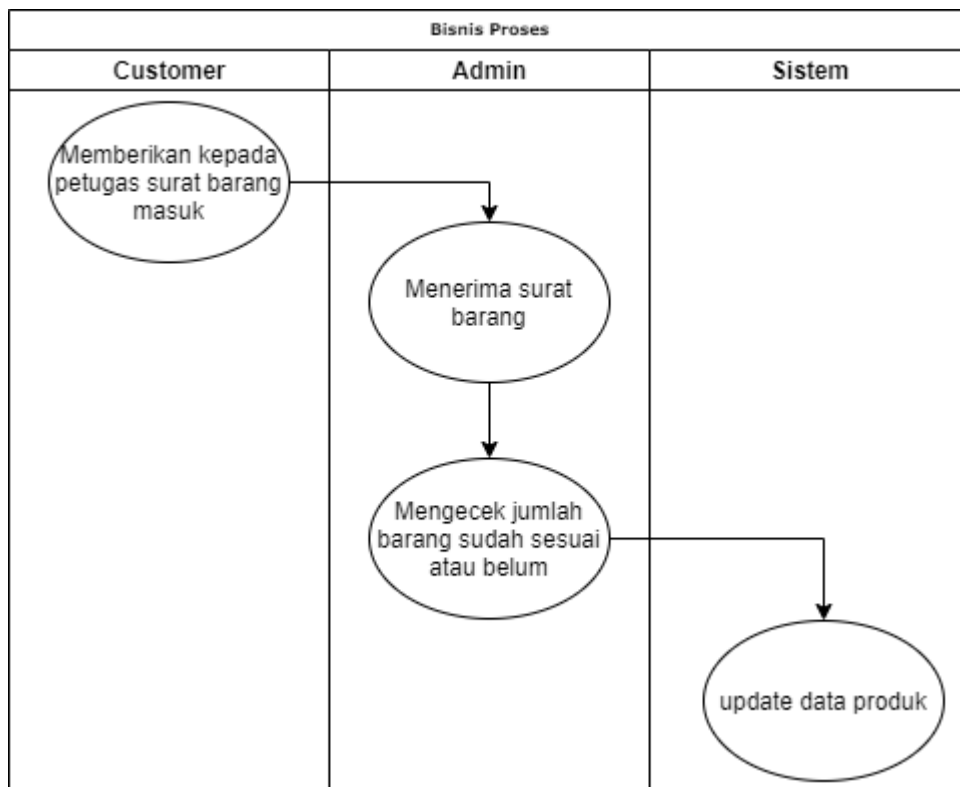 Bisnis Proses
Customer
Admin
Sistem
Memberikan kepada
petugas surat barang
masuk
Menerima surat
barang
Mengecek jumlah
barang sudah sesuai
atau belum
update data produk